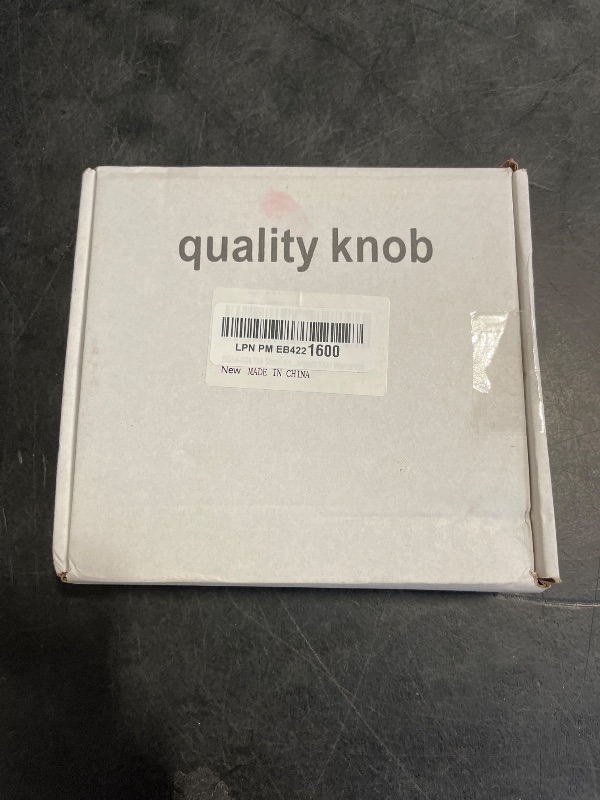 quality knob
LPN PM EB4221600
New MADE IN CHINA